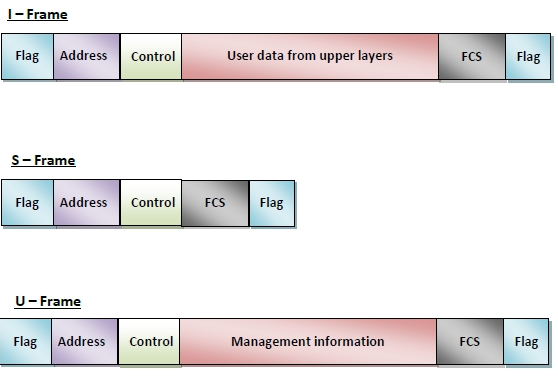 I – Frame
Flag Address Control User data from upper layers FCS Flag
S – Frame
Flag Address Control FCS Flag
U – Frame
Flag Address Control Management information FCS Flag